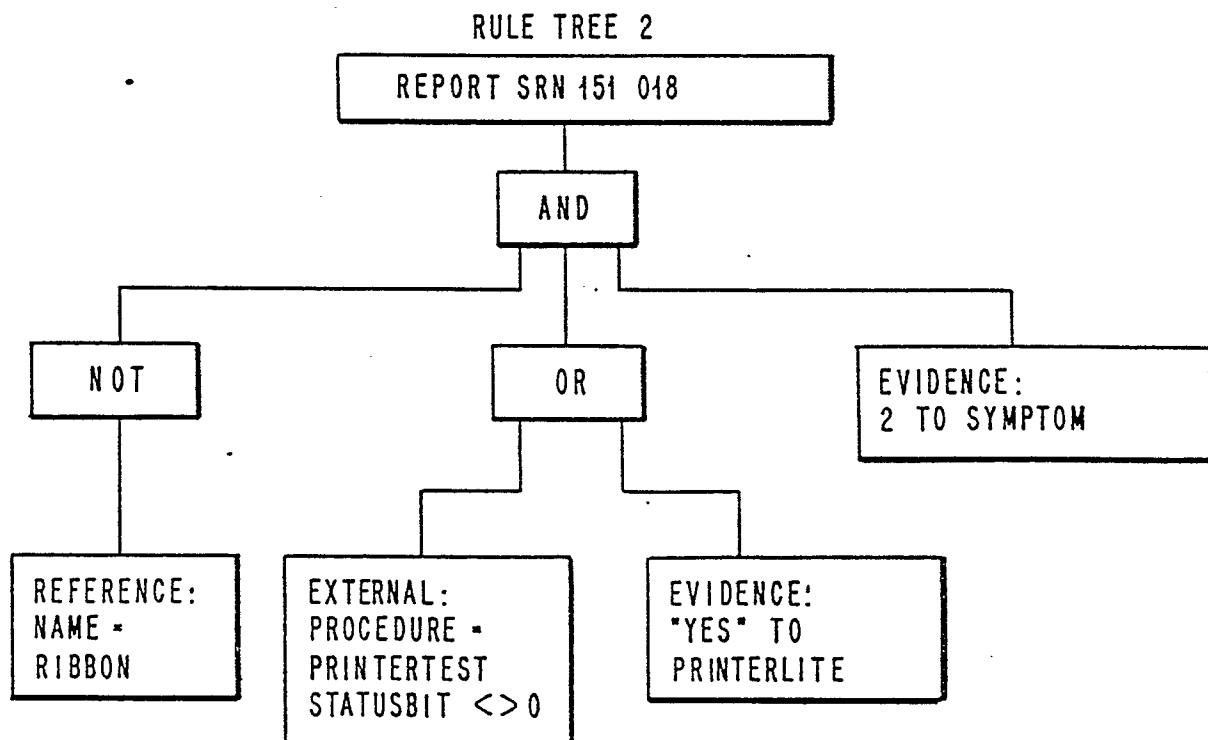 RULE TREE 2
REPORT SRN 151 018
AND
NOT
OR
EVIDENCE:
2 TO SYMPTOM
REFERENCE:
NAME =
RIBBON
EXTERNAL:
PROCEDURE =
PRINTERTEST
STATUSBIT <>0
EVIDENCE:
"YES" TO
PRINTERLITE